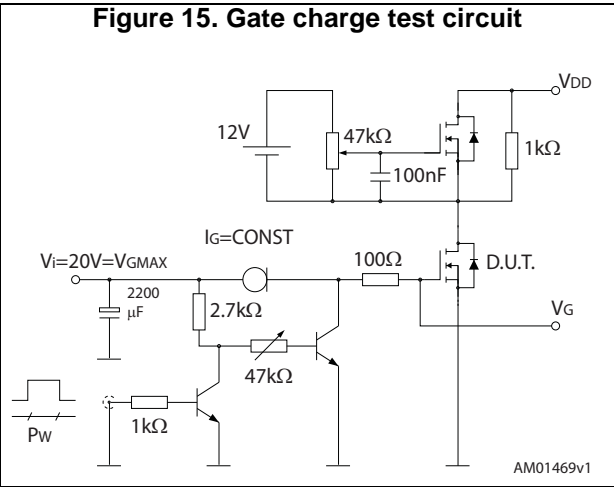 Figure 15. Gate charge test circuit
VDD
12V
47kΩ
1kΩ
100nF
IG=CONST
Vi=20V=VGMAX
100Ω
D.U.T.
2200
μF
2.7kΩ
VG
47kΩ
1kΩ
PW
AM01469v1